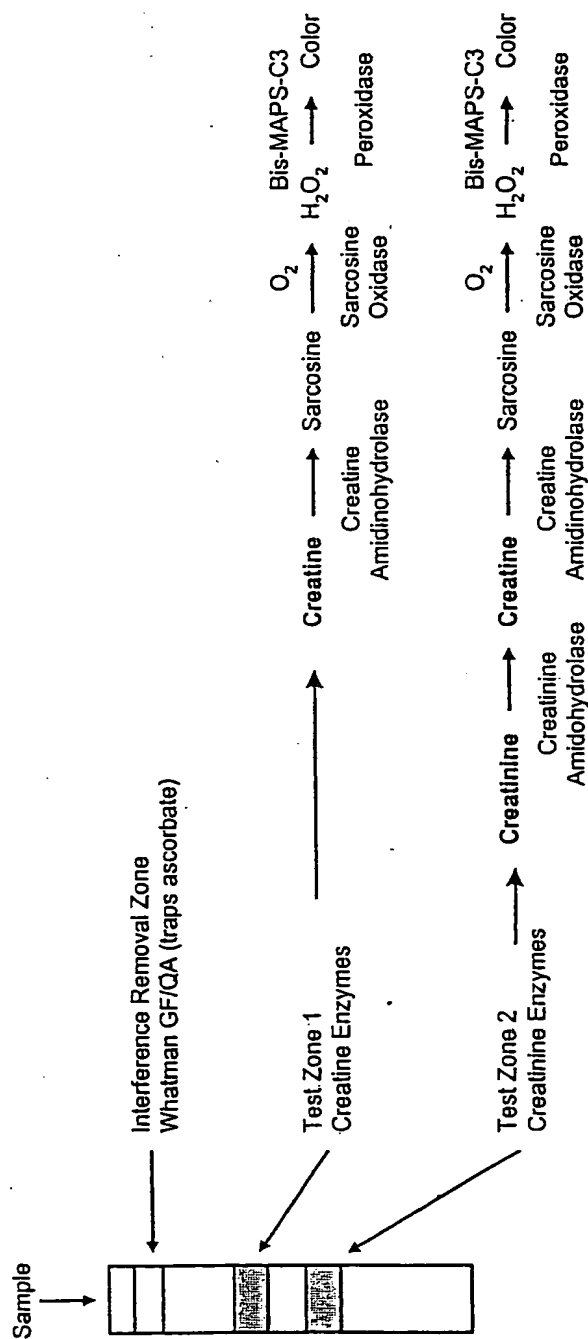 Sample
Interference Removal Zone
Whatman GF/QA (traps ascorbate)
Test Zone 1
Creatine Enzymes
Creatine
Creatine
Amidinohydrolase
Sarcosine
O2
Sarcosine
Oxidase
Bis-MAPS-C3
H2O2
Color
Peroxidase
Test Zone 2
Creatinine Enzymes
Creatinine
Creatinine
Amidohydrolase
Creatine
Creatine
Amidinohydrolase
Sarcosine
O2
Sarcosine
Oxidase
Bis-MAPS-C3
H2O2
Color
Peroxidase